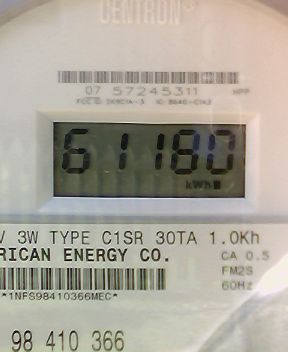 CENTRON
07 57245311
61180
kWh
V 3W TYPE C1SR 30TA 1.0Kh
RICAN ENERGY CO. CA 0.5
FM2S
60Hz
*1NFS98410366MEC*
98 410 366